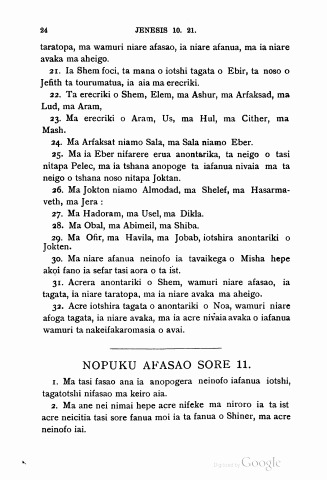 24 JENESIS 10. 21.
taratopa, ma wamuri niare afasao, ia niare afanua, ma ia niare
avaka ma aheigo.
21. Ia Shem foci, ta mana o iotshi tagata o Ebir, ta noso o
Jefith ta tourumatua, ia aia ma erecriki.
22. Ta erecriki o Shem, Elem, ma Ashur, ma Arfaksad, ma
Lud, ma Aram,
23. Ma erecriki o Aram, Us, ma Hul, ma Cither, ma
Mash.
24. Ma Arfaksat niamo Sala, ma Sala niamo Eber.
25. Ma ia Eber nifarere erua anontarika, ta neigo o tasi
nitapa Pelec, ma ia tshana anopoge ta iafanua nivaia ma ta
neigo o tshana noso nitapa Joktan.
26. Ma Jokton niamo Almodad, ma Shelef, ma Hasarma-
veth, ma Jera :
27. Ma Hadoram, ma Usel, ma Dikla.
28. Ma Obal, ma Abimeil, ma Shiba.
29. Ma Ofir, ma Havila, ma Jobab, iotshira anontariki o
Jokten.
30. Ma niare afanua neinofo ia tavaikega o Misha hepe
akoi fano ia sefar tasi aora o ta ist.
31. Acrera anontariki o Shem, wamuri niare afasao, ia
tagata, ia niare taratopa, ma ia niare avaka ma aheigo.
32. Acre iotshira tagata o anontariki o Noa, wamuri niare
afoga tagata, ia niare avaka, ma ia acre nivaia avaka o iafanua
wamuri ta nakeifakaromasia o avai.
NOPUKU AFASAO SORE 11.
1. Ma tasi fasao ana ia anopogera neinofo iafanua iotshi,
tagatotshi nifasao ma keiro aia.
2. Ma ane nei nimai hepe acre nifeke ma niroro ia ta ist
acre neicitia tasi sore fanua moi ia ta fanua o Shiner, ma acre
neinofo iai.
Digitized by Google